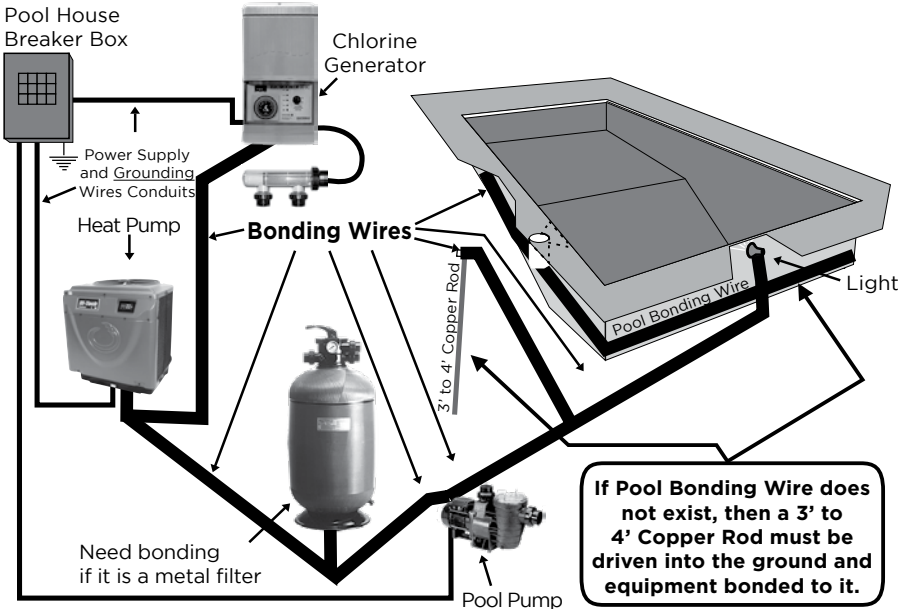 Pool House
Breaker Box
Chlorine
Generator
Power Supply
and Grounding
Wires Conduits
Heat Pump
Bonding Wires
3' to 4' Copper Rod
Pool Bonding Wire
Light
Need bonding
if it is a metal filter
Pool Pump
If Pool Bonding Wire does
not exist, then a 3' to
4' Copper Rod must be
driven into the ground and
equipment bonded to it.